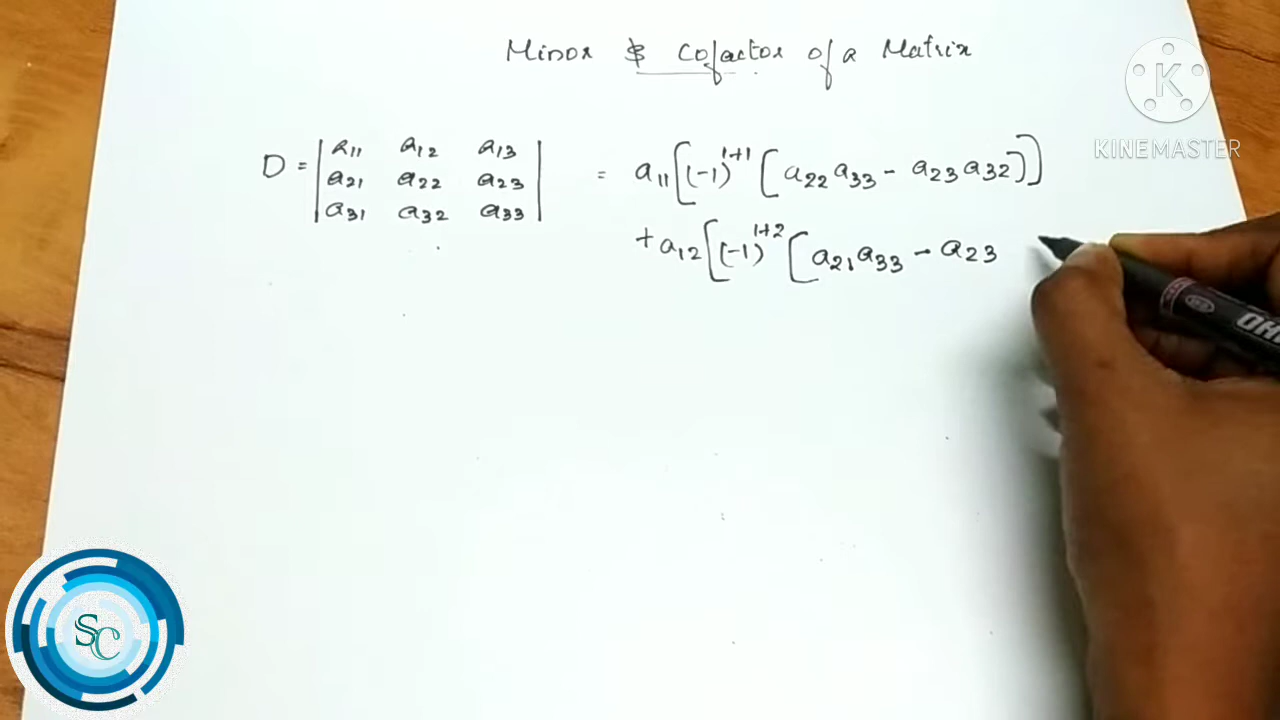 Minor & Cofactor of a Matrix
K
KINEMASTER
D = | a11 a12 a13 | = a11 [(-1)^1+1 [a22 a33 - a23 a32]]
| a21 a22 a23 |
| a31 a32 a33 |
+ a12 [(-1)^1+2 [a21 a33 - a23
OHO
SC